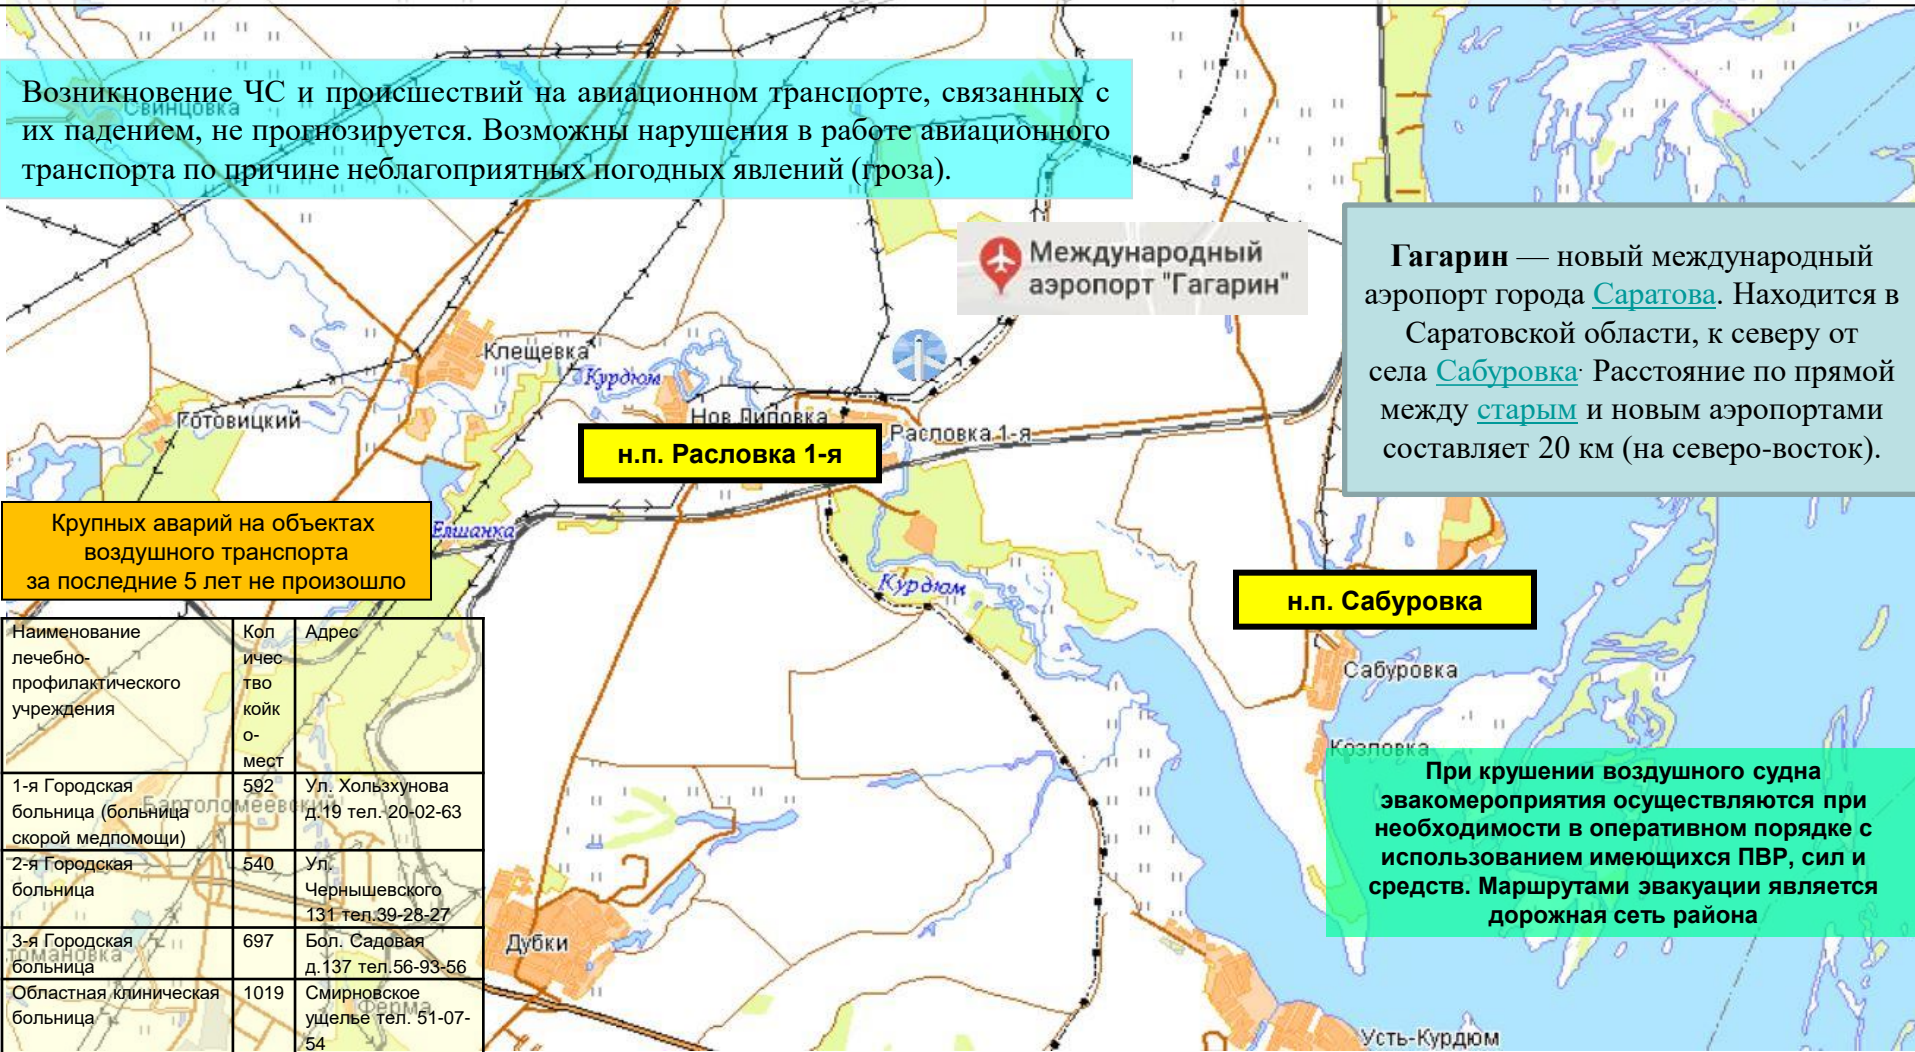 Возникновение ЧС и происшествий на авиационном транспорте, связанных с
их падением, не прогнозируется. Возможны нарушения в работе авиационного
транспорта по причине неблагоприятных погодных явлений (гроза).
Свинцовка
Международный
аэропорт "Гагарин"
Гагарин — новый международный
аэропорт города Саратова. Находится в
Саратовской области, к северу от
села Сабуровка. Расстояние по прямой
между старым и новым аэропортами
составляет 20 км (на северо-восток).
Клещевка
Курдюм
Готовицкий
Нов.Липовка
Расловка 1-я
н.п. Расловка 1-я
Елшанка
Крупных аварий на объектах
воздушного транспорта
за последние 5 лет не произошло
Курдюм
н.п. Сабуровка
Сабуровка
Козловка
При крушении воздушного судна
эвакомероприятия осуществляются при
необходимости в оперативном порядке с
использованием имеющихся ПВР, сил и
средств. Маршрутами эвакуации является
дорожная сеть района
Наименование
лечебно-
профилактического
учреждения
Кол
ичес
тво
койк
о-
мест
Адрес
1-я Городская
больница (больница
скорой медпомощи)
592
Ул. Хользхунова
д.19 тел. 20-02-63
Бартоломеевский
2-я Городская
больница
540
Ул.
Чернышевского
131 тел.39-28-27
3-я Городская
больница
697
Бол. Садовая
д.137 тел.56-93-56
Областная клиническая
больница
1019
Смирновское
ущелье тел. 51-07-
54
Ферма
Дубки
Усть-Курдюм